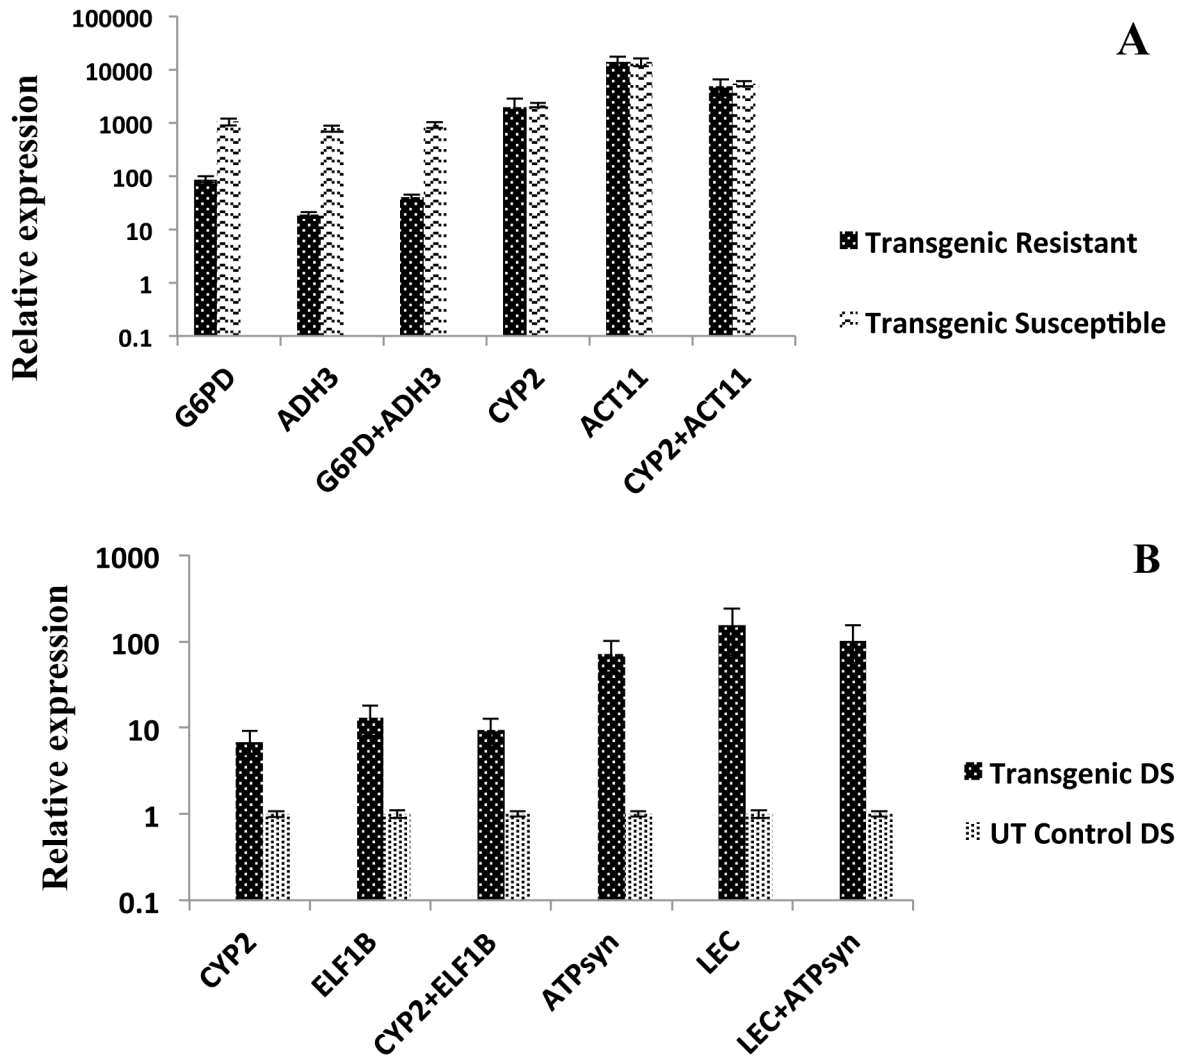 A
100000
10000
1000
100
10
1
0.1
Relative expression
G6PD
ADH3
G6PD+ADH3
CYP2
ACT11
CYP2+ACT11
Transgenic Resistant
Transgenic Susceptible
B
1000
100
10
1
0.1
Relative expression
CYP2
ELF1B
CYP2+ELF1B
ATPsyn
LEC
LEC+ATPsyn
Transgenic DS
UT Control DS